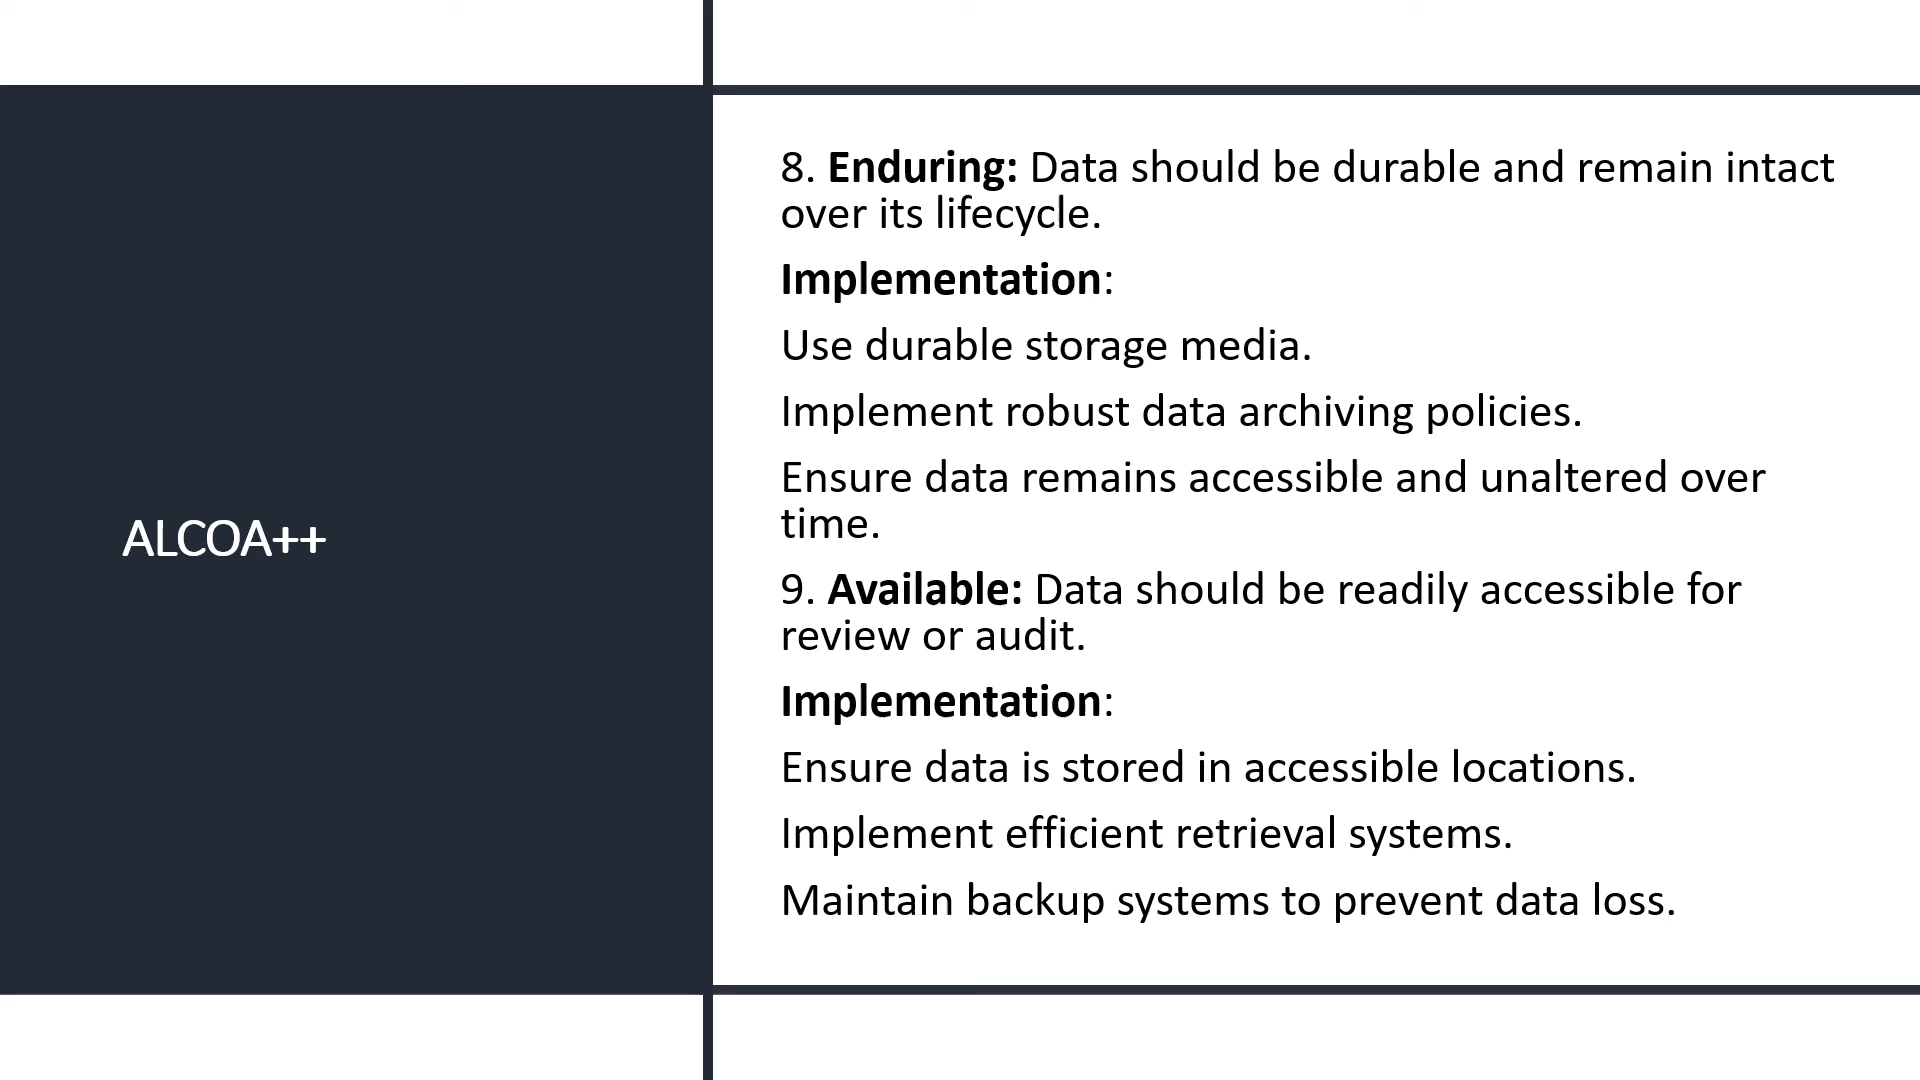 ALCOA++
8. Enduring: Data should be durable and remain intact
over its lifecycle.
Implementation:
Use durable storage media.
Implement robust data archiving policies.
Ensure data remains accessible and unaltered over
time.
9. Available: Data should be readily accessible for
review or audit.
Implementation:
Ensure data is stored in accessible locations.
Implement efficient retrieval systems.
Maintain backup systems to prevent data loss.